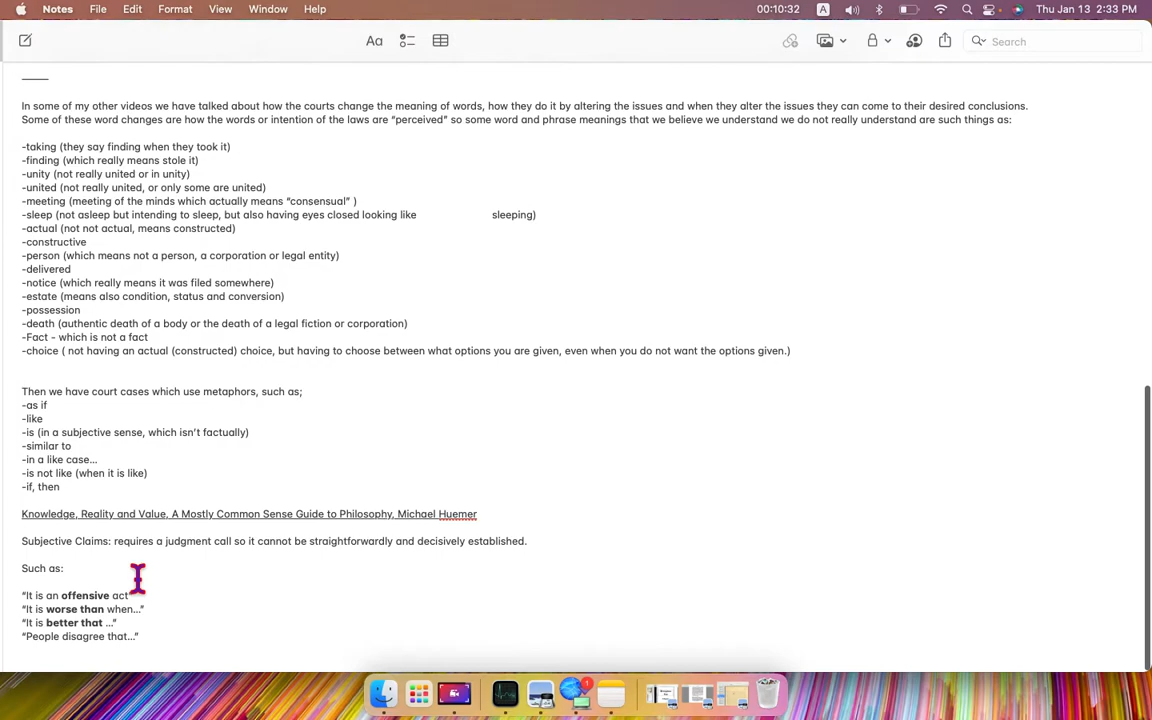 Notes File Edit Format View Window Help 00:10:32 A Thu Jan 13 2:33 PM
Aa Search
In some of my other videos we have talked about how the courts change the meaning of words, how they do it by altering the issues and when they alter the issues they can come to their desired conclusions.
Some of these word changes are how the words or intention of the laws are “perceived” so some word and phrase meanings that we believe we understand we do not really understand are such things as:
-taking (they say finding when they took it)
-finding (which really means stole it)
-unity (not really united or in unity)
-united (not really united, or only some are united)
-meeting (meeting of the minds which actually means “consensual” )
-sleep (not asleep but intending to sleep, but also having eyes closed looking like sleeping)
-actual (not not actual, means constructed)
-constructive
-person (which means not a person, a corporation or legal entity)
-delivered
-notice (which really means it was filed somewhere)
-estate (means also condition, status and conversion)
-possession
-death (authentic death of a body or the death of a legal fiction or corporation)
-Fact - which is not a fact
-choice ( not having an actual (constructed) choice, but having to choose between what options you are given, even when you do not want the options given.)
Then we have court cases which use metaphors, such as;
-as if
-like
-is (in a subjective sense, which isn’t factually)
-similar to
-in a like case...
-is not like (when it is like)
-if, then
Knowledge, Reality and Value, A Mostly Common Sense Guide to Philosophy, Michael Huemer
Subjective Claims: requires a judgment call so it cannot be straightforwardly and decisively established.
Such as:
“It is an offensive act”
“It is worse than when...”
“It is better that ...”
“People disagree that...”
1